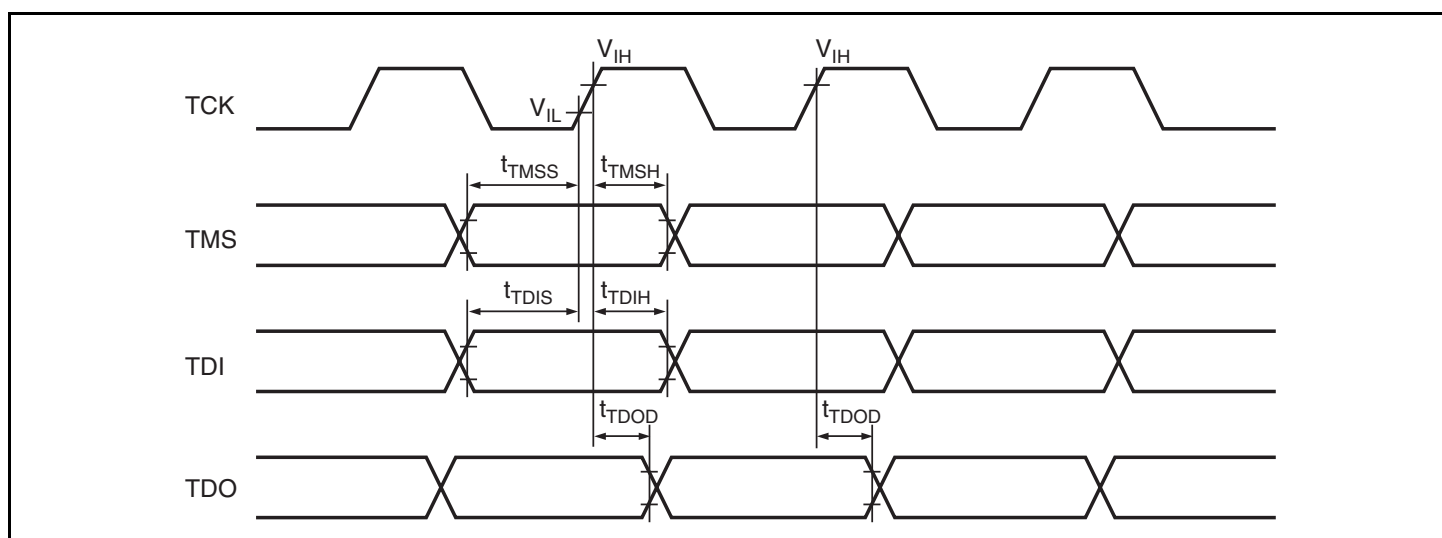 V_IH V_IH
TCK
V_IL
t_TMSS t_TMSH
TMS
t_TDIS t_TDIH
TDI
t_TDOD t_TDOD
TDO